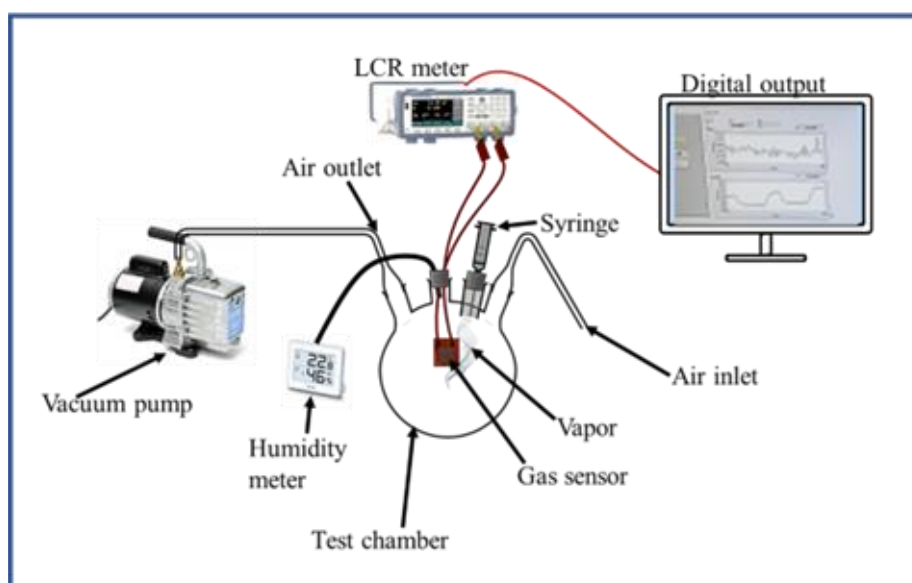 LCR meter
Digital output
Air outlet
Syringe
Air inlet
Vacuum pump
Humidity
meter
Vapor
Gas sensor
Test chamber